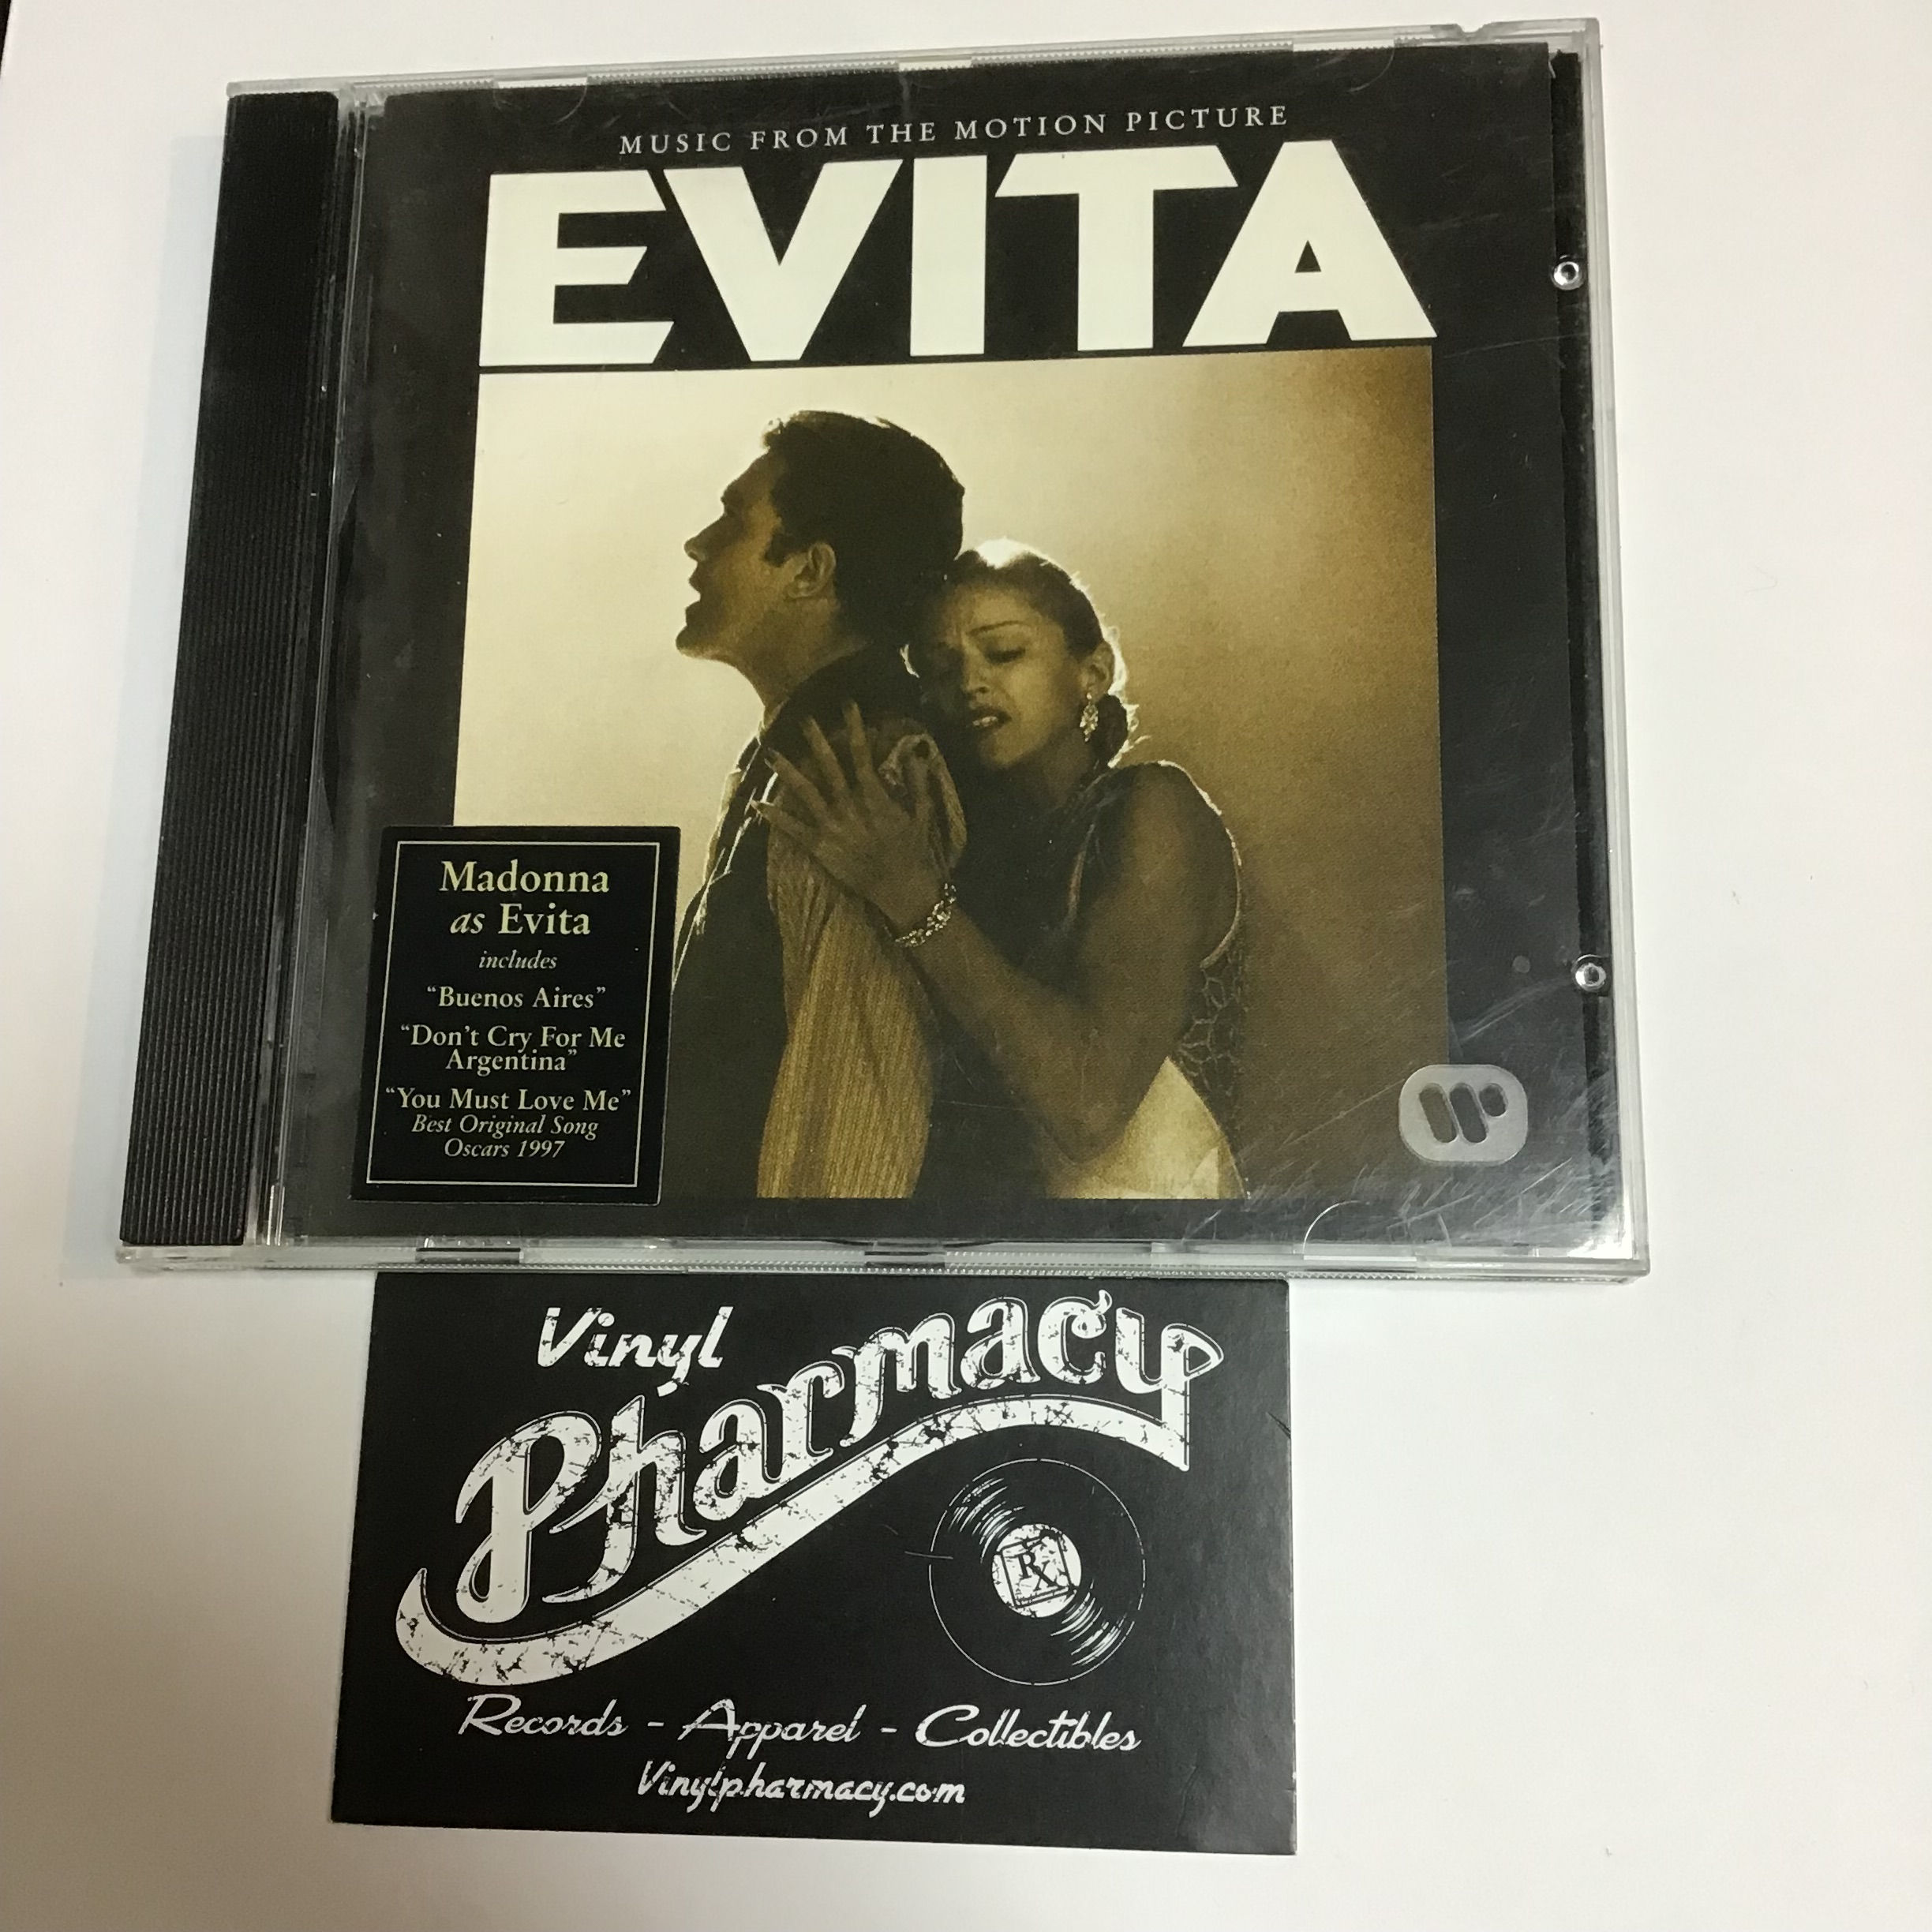 MUSIC FROM THE MOTION PICTURE
EVITA
Madonna
as Evita
includes
“Buenos Aires”
“Don't Cry For Me
Argentina”
“You Must Love Me”
Best Original Song
Oscars 1997
Vinyl
Pharmacy
Rx
Records - Apparel - Collectibles
Vinylpharmacy.com